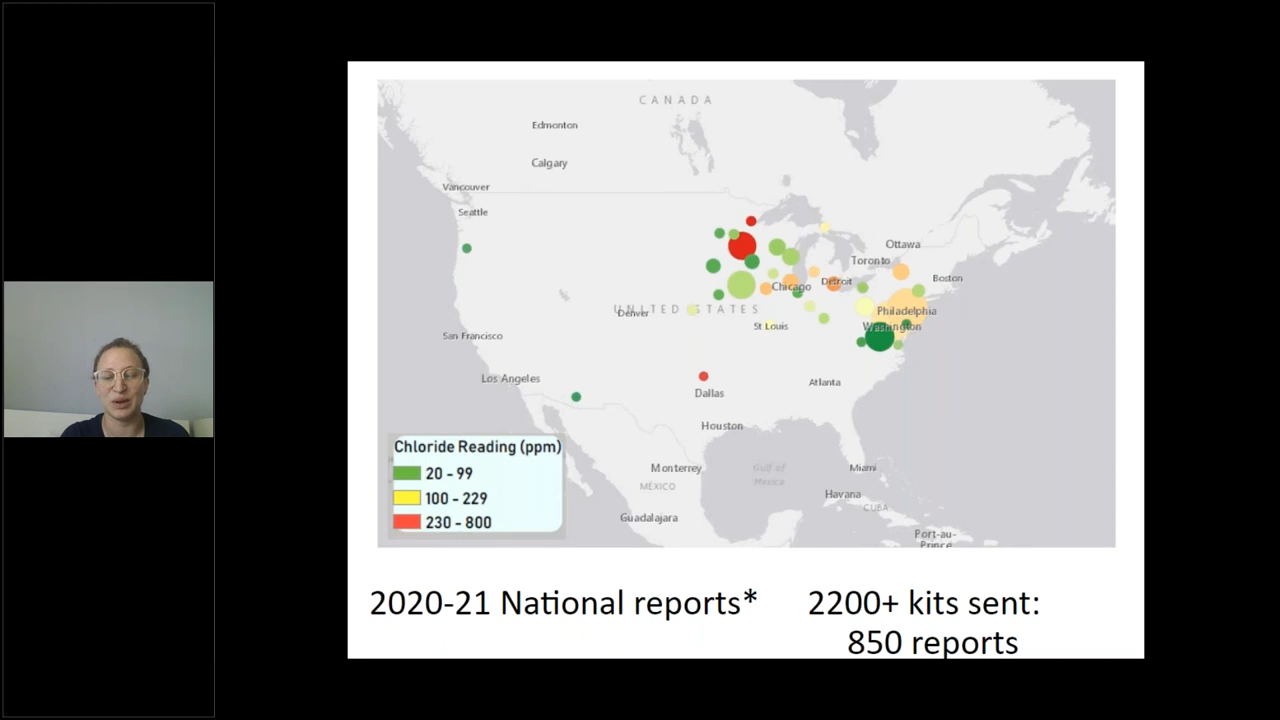 CANADA
Edmonton
Calgary
Vancouver
Seattle
Ottawa
Toronto
Boston
Detroit
Chicago
UNITED STATES
Denver
Philadelphia
St Louis
Washington
San Francisco
Los Angeles
Atlanta
Dallas
Houston
Monterrey
Gulf of
Mexico
Miami
MÉXICO
Havana
CUBA
Guadalajara
Port-au-
Prince
Chloride Reading (ppm)
20 - 99
100 - 229
230 - 800
2020-21 National reports*
2200+ kits sent:
850 reports